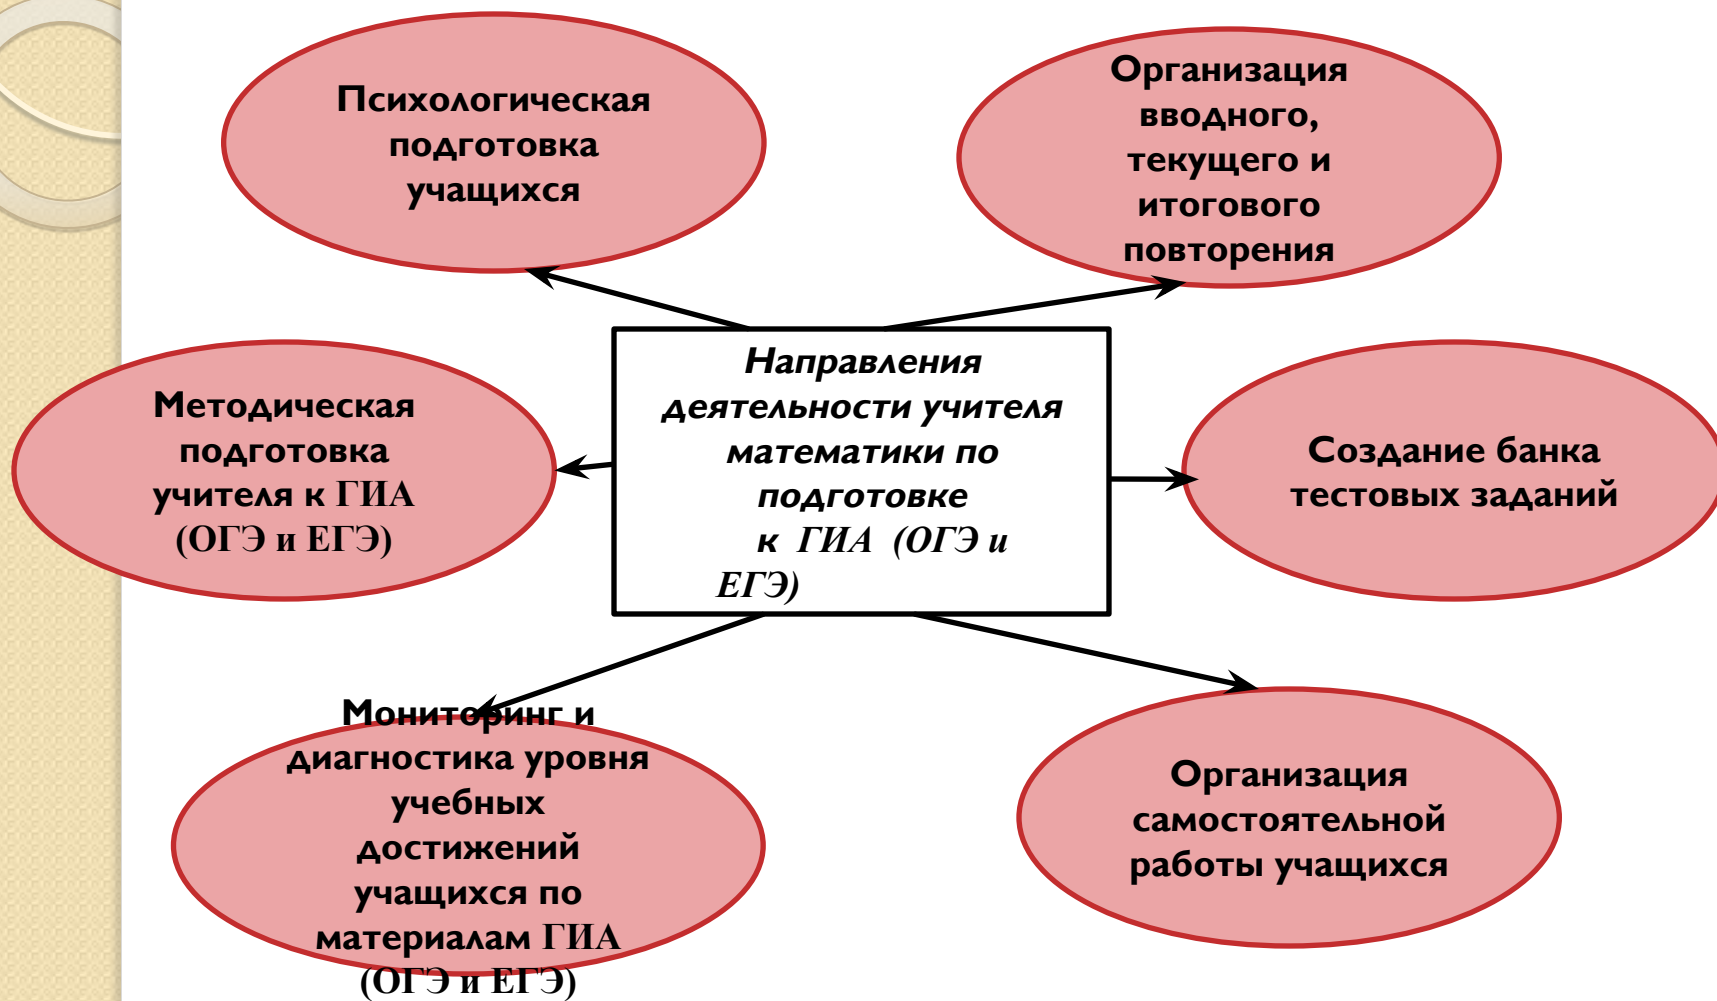 Психологическая
подготовка
учащихся
Организация
вводного,
текущего и
итогового
повторения
Направления
деятельности учителя
математики по
подготовке
к ГИА (ОГЭ и
ЕГЭ)
Методическая
подготовка
учителя к ГИА
(ОГЭ и ЕГЭ)
Создание банка
тестовых заданий
Мониторинг и
диагностика уровня
учебных
достижений
учащихся по
материалам ГИА
(ОГЭ и ЕГЭ)
Организация
самостоятельной
работы учащихся